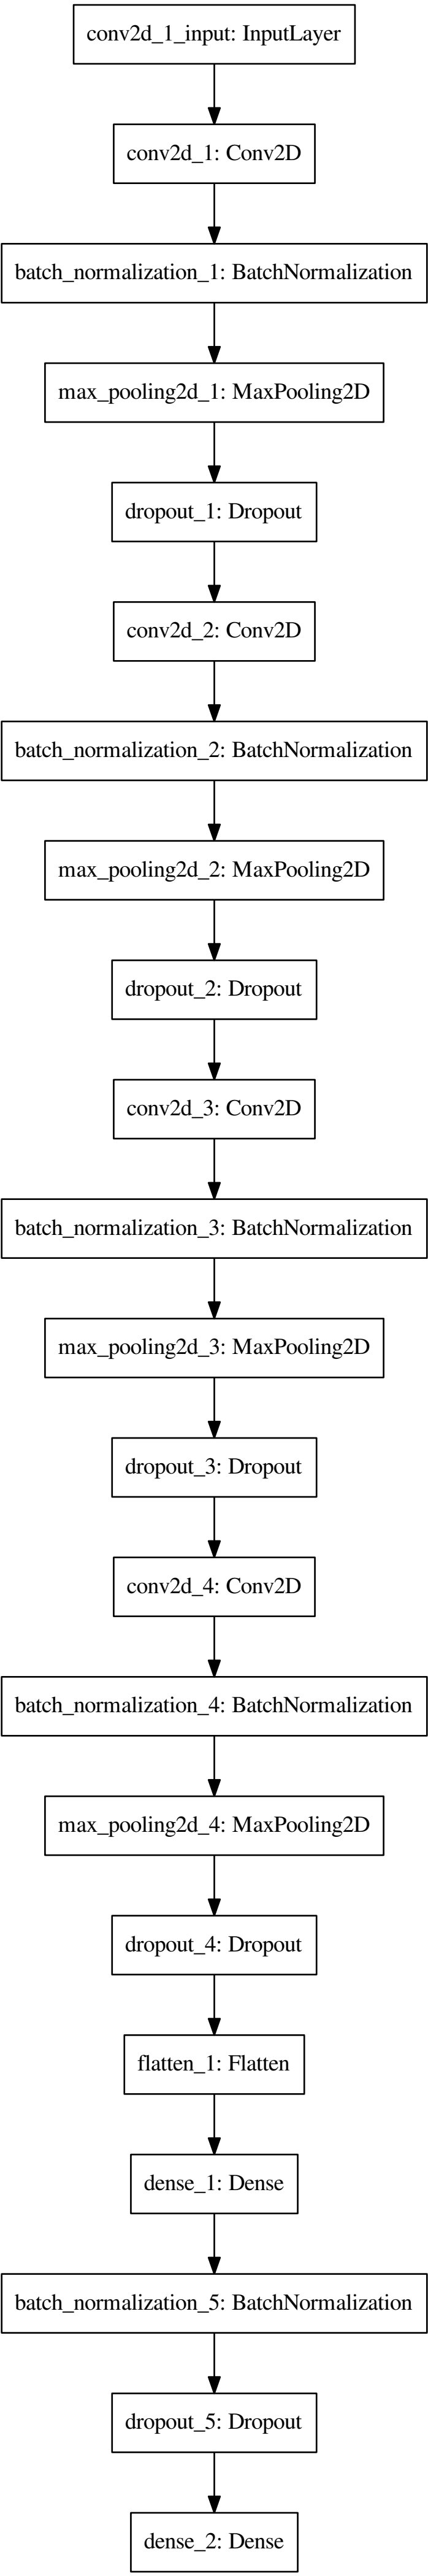 conv2d_1_input: InputLayer
conv2d_1: Conv2D
batch_normalization_1: BatchNormalization
max_pooling2d_1: MaxPooling2D
dropout_1: Dropout
conv2d_2: Conv2D
batch_normalization_2: BatchNormalization
max_pooling2d_2: MaxPooling2D
dropout_2: Dropout
conv2d_3: Conv2D
batch_normalization_3: BatchNormalization
max_pooling2d_3: MaxPooling2D
dropout_3: Dropout
conv2d_4: Conv2D
batch_normalization_4: BatchNormalization
max_pooling2d_4: MaxPooling2D
dropout_4: Dropout
flatten_1: Flatten
dense_1: Dense
batch_normalization_5: BatchNormalization
dropout_5: Dropout
dense_2: Dense